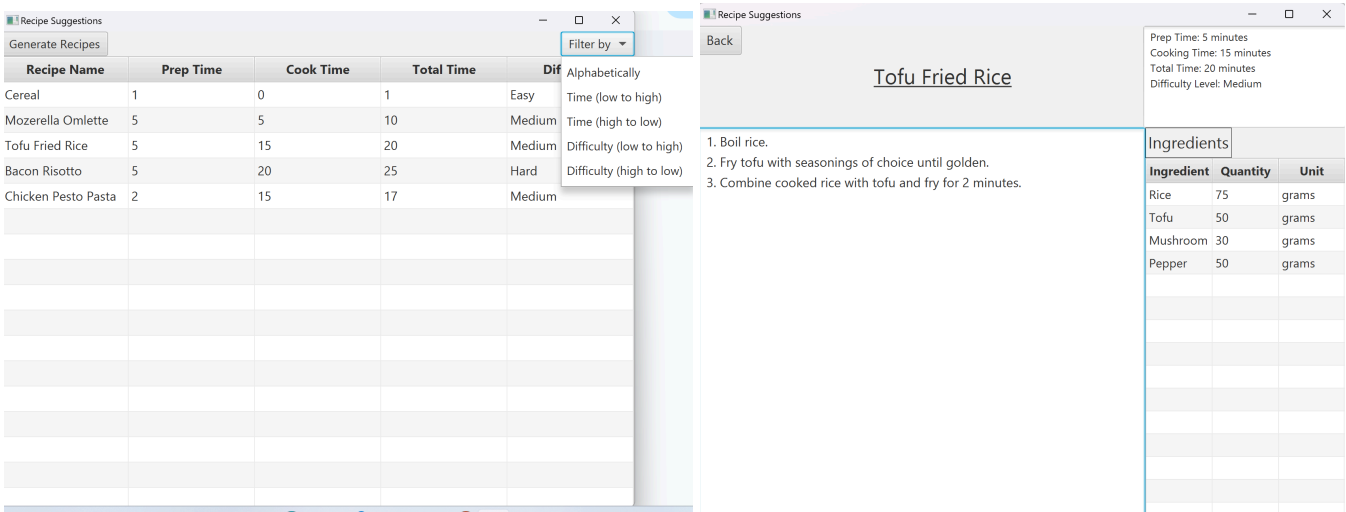 Recipe Suggestions
Generate Recipes
Filter by
Recipe Name Prep Time Cook Time Total Time Dif
Cereal 1 0 1 Easy
Mozerella Omlette 5 5 10 Medium
Tofu Fried Rice 5 15 20 Medium
Bacon Risotto 5 20 25 Hard
Chicken Pesto Pasta 2 15 17 Medium
Alphabetically
Time (low to high)
Time (high to low)
Difficulty (low to high)
Difficulty (high to low)
Recipe Suggestions
Back
Tofu Fried Rice
Prep Time: 5 minutes
Cooking Time: 15 minutes
Total Time: 20 minutes
Difficulty Level: Medium
1. Boil rice.
2. Fry tofu with seasonings of choice until golden.
3. Combine cooked rice with tofu and fry for 2 minutes.
Ingredients
Ingredient Quantity Unit
Rice 75 grams
Tofu 50 grams
Mushroom 30 grams
Pepper 50 grams